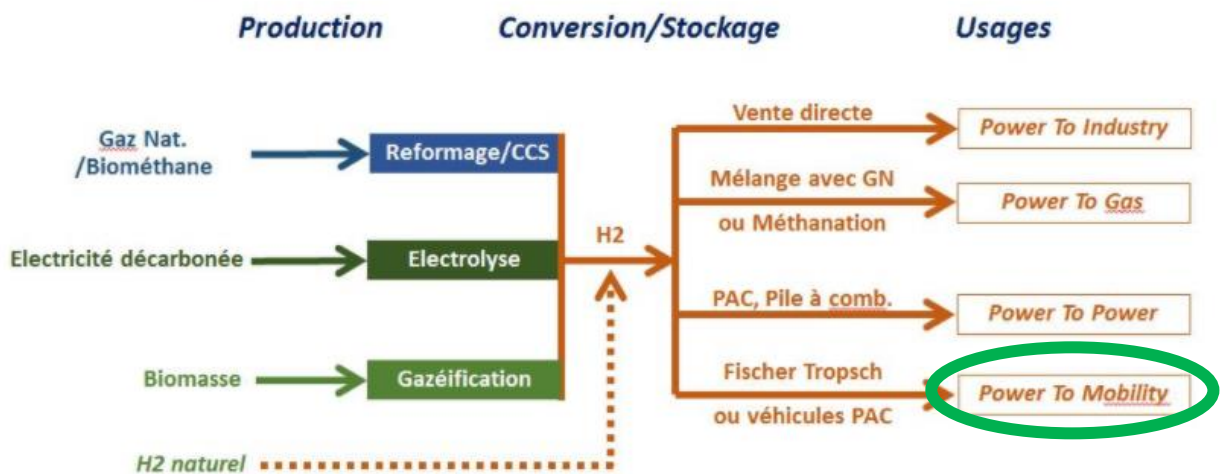 Production
Conversion/Stockage
Usages
Gaz Nat.
/Biométhane
Reformage/CCS
Electricité décarbonée
Electrolyse
Biomasse
Gazéification
H2 naturel
H2
Vente directe
Power To Industry
Mélange avec GN
ou Méthanation
Power To Gas
PAC, Pile à comb.
Power To Power
Fischer Tropsch
ou véhicules PAC
Power To Mobility